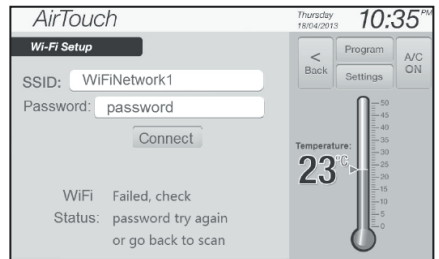 AirTouch
Thursday
18/04/2013
10:35 PM
Wi-Fi Setup
SSID: WiFiNetwork1
Password: password
Connect
WiFi Status: Failed, check
password try again
or go back to scan
<
Back
Program
Settings
A/C
ON
Temperature:
23°C
50
45
40
35
30
25
20
15
10
5
0